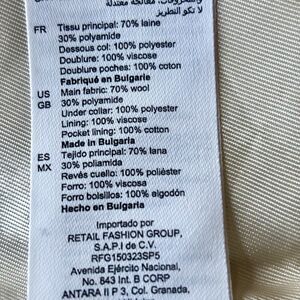 لا تكو التطريز
FR Tissu principal: 70% laine
30% polyamide
Dessous col: 100% polyester
Doublure: 100% viscose
Doublure poches: 100% coton
Fabriqué en Bulgarie
US Main fabric: 70% wool
GB 30% polyamide
Under collar: 100% polyester
Lining: 100% viscose
Pocket lining: 100% cotton
Made in Bulgaria
ES Tejido principal: 70% lana
MX 30% poliamida
Revés cuello: 100% poliéster
Forro: 100% viscosa
Forro bolsillos: 100% algodón
Hecho en Bulgaria
Importado por
RETAIL FASHION GROUP,
S.A.P.I de C.V.
RFG150323SP5
Avenida Ejército Nacional,
No. 843 Int. B CORP
ANTARA II P 3, Col. Granada,